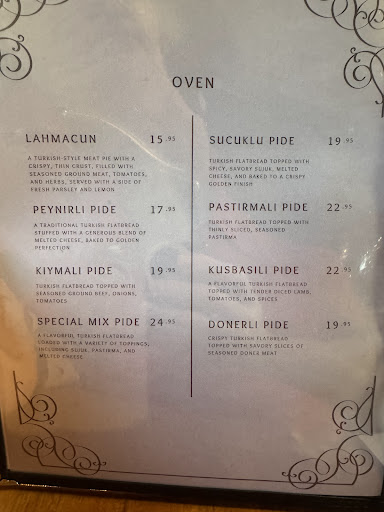 OVEN
LAHMACUN 15.95
A TURKISH-STYLE MEAT PIE WITH A
CRISPY, THIN CRUST, FILLED WITH
SEASONED GROUND MEAT, TOMATOES,
AND HERBS, SERVED WITH A SIDE OF
FRESH PARSLEY AND LEMON
PEYNIRLI PIDE 17.95
A TRADITIONAL TURKISH FLATBREAD
STUFFED WITH A GENEROUS BLEND OF
MELTED CHEESE, BAKED TO GOLDEN
PERFECTION
KIYMALI PIDE 19.95
TURKISH FLATBREAD TOPPED WITH
SEASONED GROUND BEEF, ONIONS,
TOMATOES
SPECIAL MIX PIDE 24.95
A FLAVORFUL TURKISH FLATBREAD
LOADED WITH A VARIETY OF TOPPINGS,
INCLUDING SUJUK, PASTIRMA, AND
MELTED CHEESE
SUCUKLU PIDE 19.95
TURKISH FLATBREAD TOPPED WITH
SPICY, SAVORY SUJUK, MELTED
CHEESE, AND BAKED TO A CRISPY
GOLDEN FINISH
PASTIRMALI PIDE 22.95
TURKISH FLATBREAD TOPPED WITH
THINLY SLICED, SEASONED
PASTIRMA
KUSBASILI PIDE 22.95
A FLAVORFUL TURKISH FLATBREAD
TOPPED WITH TENDER DICED LAMB,
TOMATOES, AND SPICES
DONERLI PIDE 19.95
CRISPY TURKISH FLATBREAD
TOPPED WITH SAVORY SLICES OF
SEASONED DONER MEAT